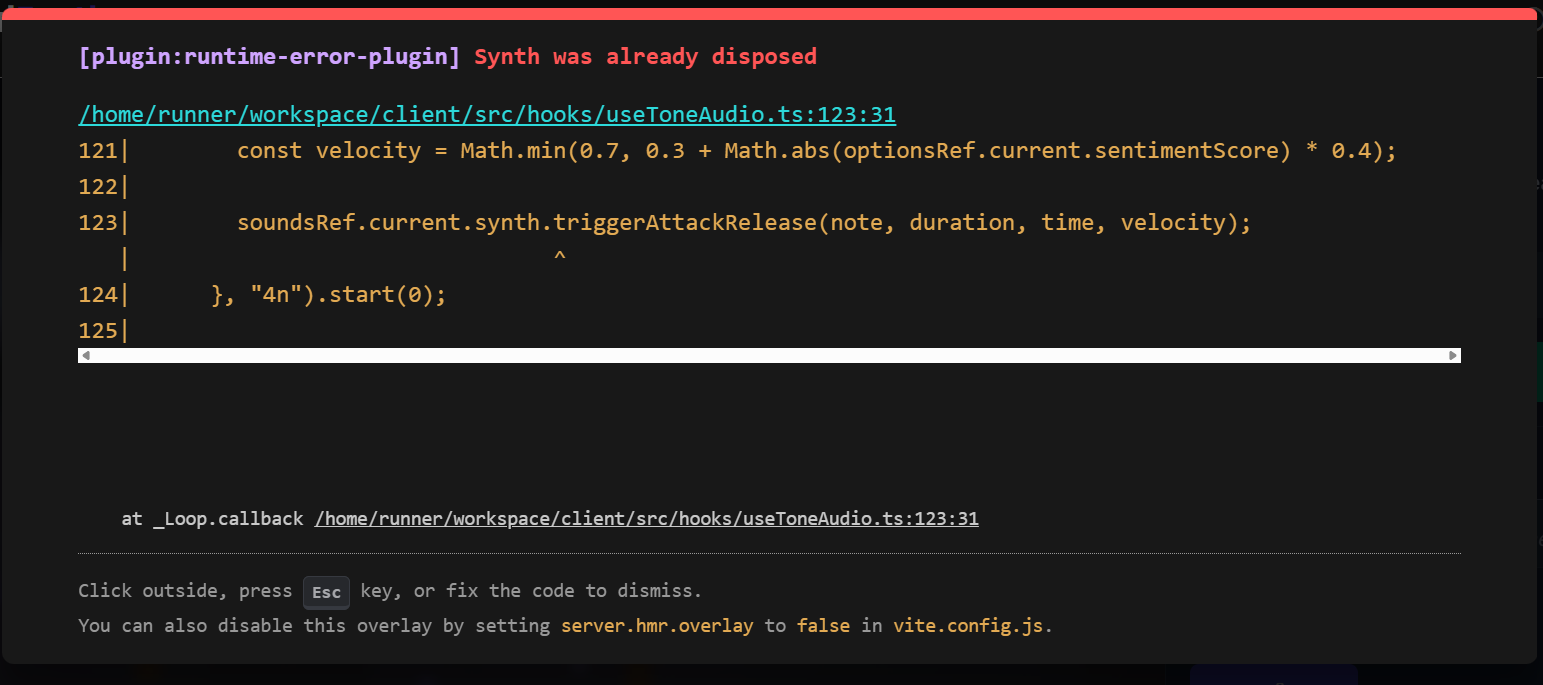 [plugin:runtime-error-plugin] Synth was already disposed
/home/runner/workspace/client/src/hooks/useToneAudio.ts:123:31
121|        const velocity = Math.min(0.7, 0.3 + Math.abs(optionsRef.current.sentimentScore) * 0.4);
122|
123|        soundsRef.current.synth.triggerAttackRelease(note, duration, time, velocity);
   |                                ^
124|      }, "4n").start(0);
125|
at _Loop.callback /home/runner/workspace/client/src/hooks/useToneAudio.ts:123:31
Click outside, press Esc key, or fix the code to dismiss.
You can also disable this overlay by setting server.hmr.overlay to false in vite.config.js.